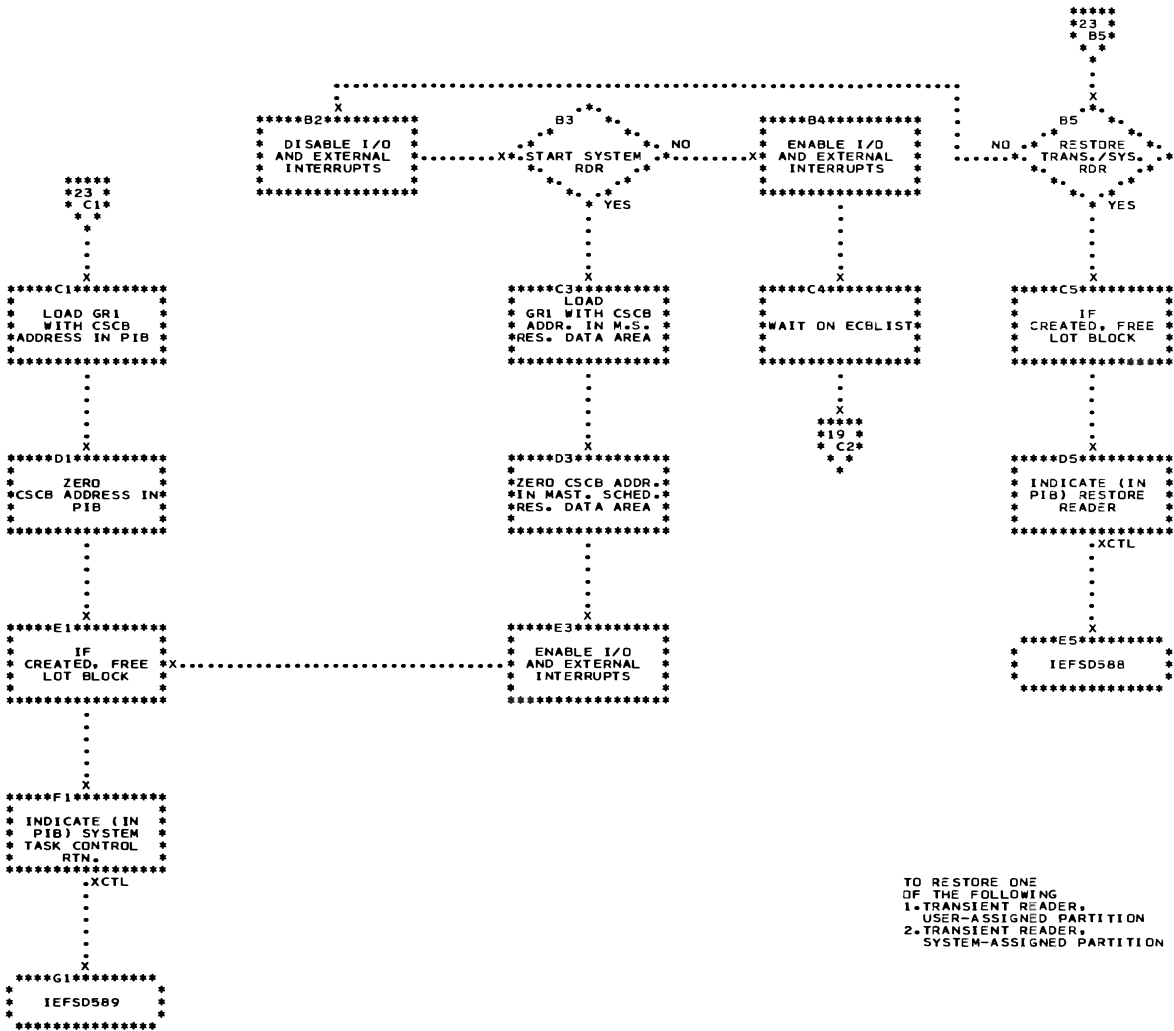 23
B5
B2
DISABLE I/O
AND EXTERNAL
INTERRUPTS
B3
START SYSTEM
RDR
NO
YES
B4
ENABLE I/O
AND EXTERNAL
INTERRUPTS
B5
RESTORE
TRANS./SYS.
RDR
NO
YES
23
C1
C1
LOAD GR1
WITH CSCB
ADDRESS IN PIB
C3
LOAD
GR1 WITH CSCB
ADDR. IN M.S.
RES. DATA AREA
C4
WAIT ON ECBLIST
C5
IF
CREATED, FREE
LOT BLOCK
19
C2
D1
ZERO
CSCB ADDRESS IN
PIB
D3
ZERO CSCB ADDR.
IN MAST. SCHED.
RES. DATA AREA
D5
INDICATE (IN
PIB) RESTORE
READER
XCTL
E1
IF
CREATED, FREE
LOT BLOCK
E3
ENABLE I/O
AND EXTERNAL
INTERRUPTS
E5
IEFSD588
F1
INDICATE (IN
PIB) SYSTEM
TASK CONTROL
RTN.
XCTL
G1
IEFSD589
TO RESTORE ONE
OF THE FOLLOWING
1.TRANSIENT READER,
USER-ASSIGNED PARTITION
2.TRANSIENT READER,
SYSTEM-ASSIGNED PARTITION